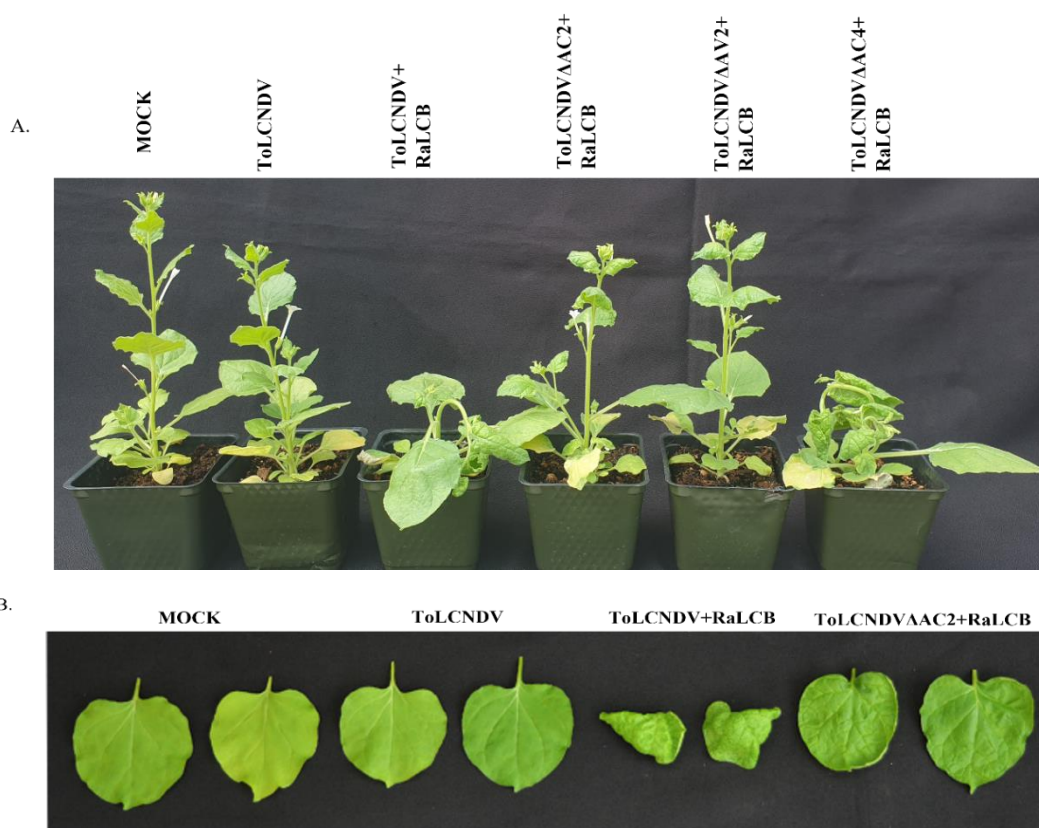 A.
MOCK
ToLCNDV
ToLCNDV+
RaLCB
ToLCNDVΔAC2+
RaLCB
ToLCNDVΔAV2+
RaLCB
ToLCNDVΔAC4+
RaLCB
B.
MOCK
ToLCNDV
ToLCNDV+RaLCB
ToLCNDVΔAC2+RaLCB